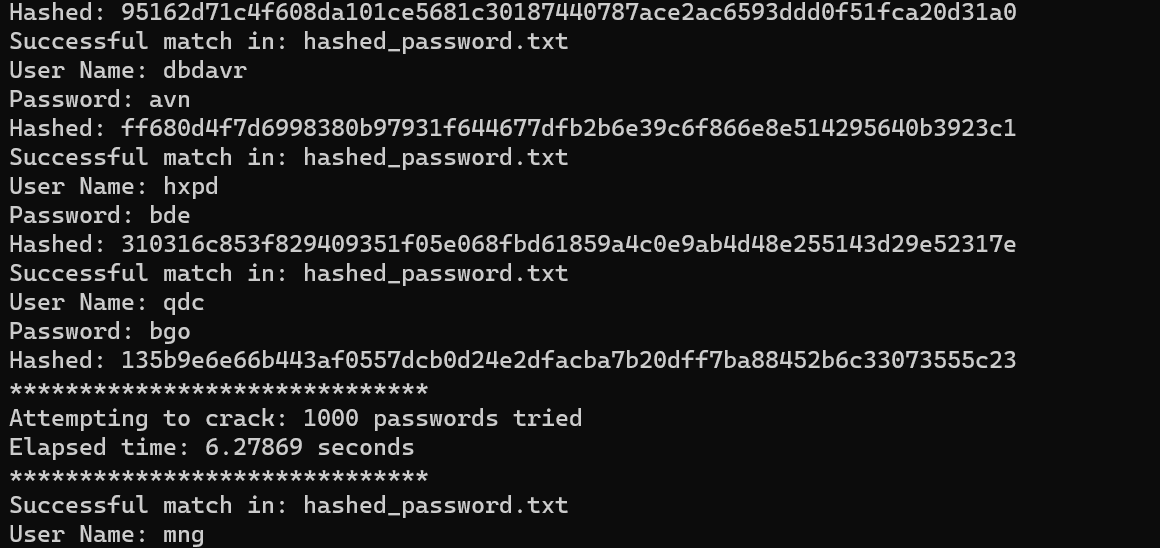 Hashed: 95162d71c4f608da101ce5681c30187440787ace2ac6593ddd0f51fca20d31a0
Successful match in: hashed_password.txt
User Name: dbdavr
Password: avn
Hashed: ff680d4f7d6998380b97931f644677dfb2b6e39c6f866e8e514295640b3923c1
Successful match in: hashed_password.txt
User Name: hxpd
Password: bde
Hashed: 310316c853f829409351f05e068fbd61859a4c0e9ab4d48e255143d29e52317e
Successful match in: hashed_password.txt
User Name: qdc
Password: bgo
Hashed: 135b9e6e66b443af0557dcb0d24e2dfacba7b20dff7ba88452b6c33073555c23
******************************
Attempting to crack: 1000 passwords tried
Elapsed time: 6.27869 seconds
******************************
Successful match in: hashed_password.txt
User Name: mng